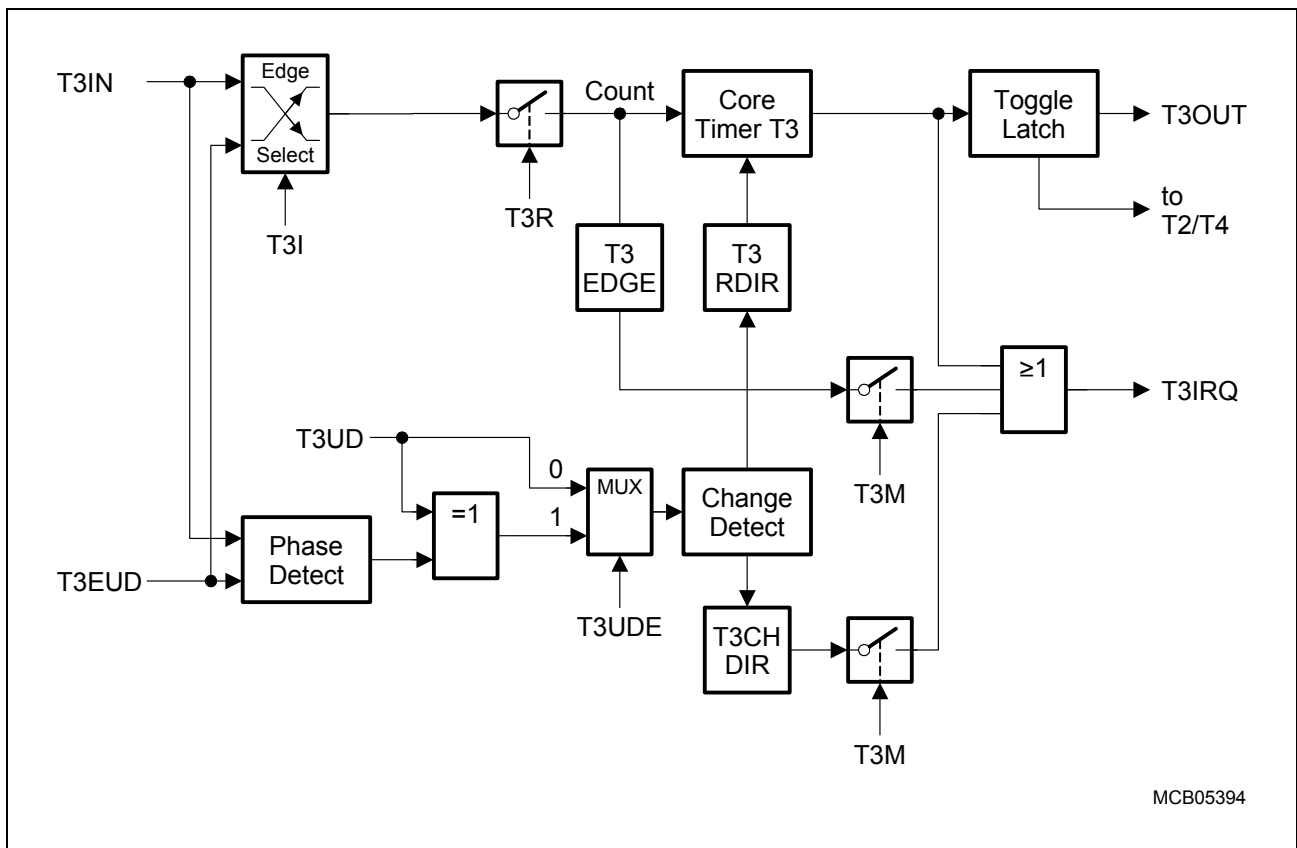 T3IN
Edge
Select
T3I
T3R
Count
Core
Timer T3
Toggle
Latch
T3OUT
to
T2/T4
T3
EDGE
T3
RDIR
≥1
T3IRQ
T3M
T3UD
0
1
=1
MUX
Change
Detect
Phase
Detect
T3EUD
T3UDE
T3CH
DIR
T3M
MCB05394